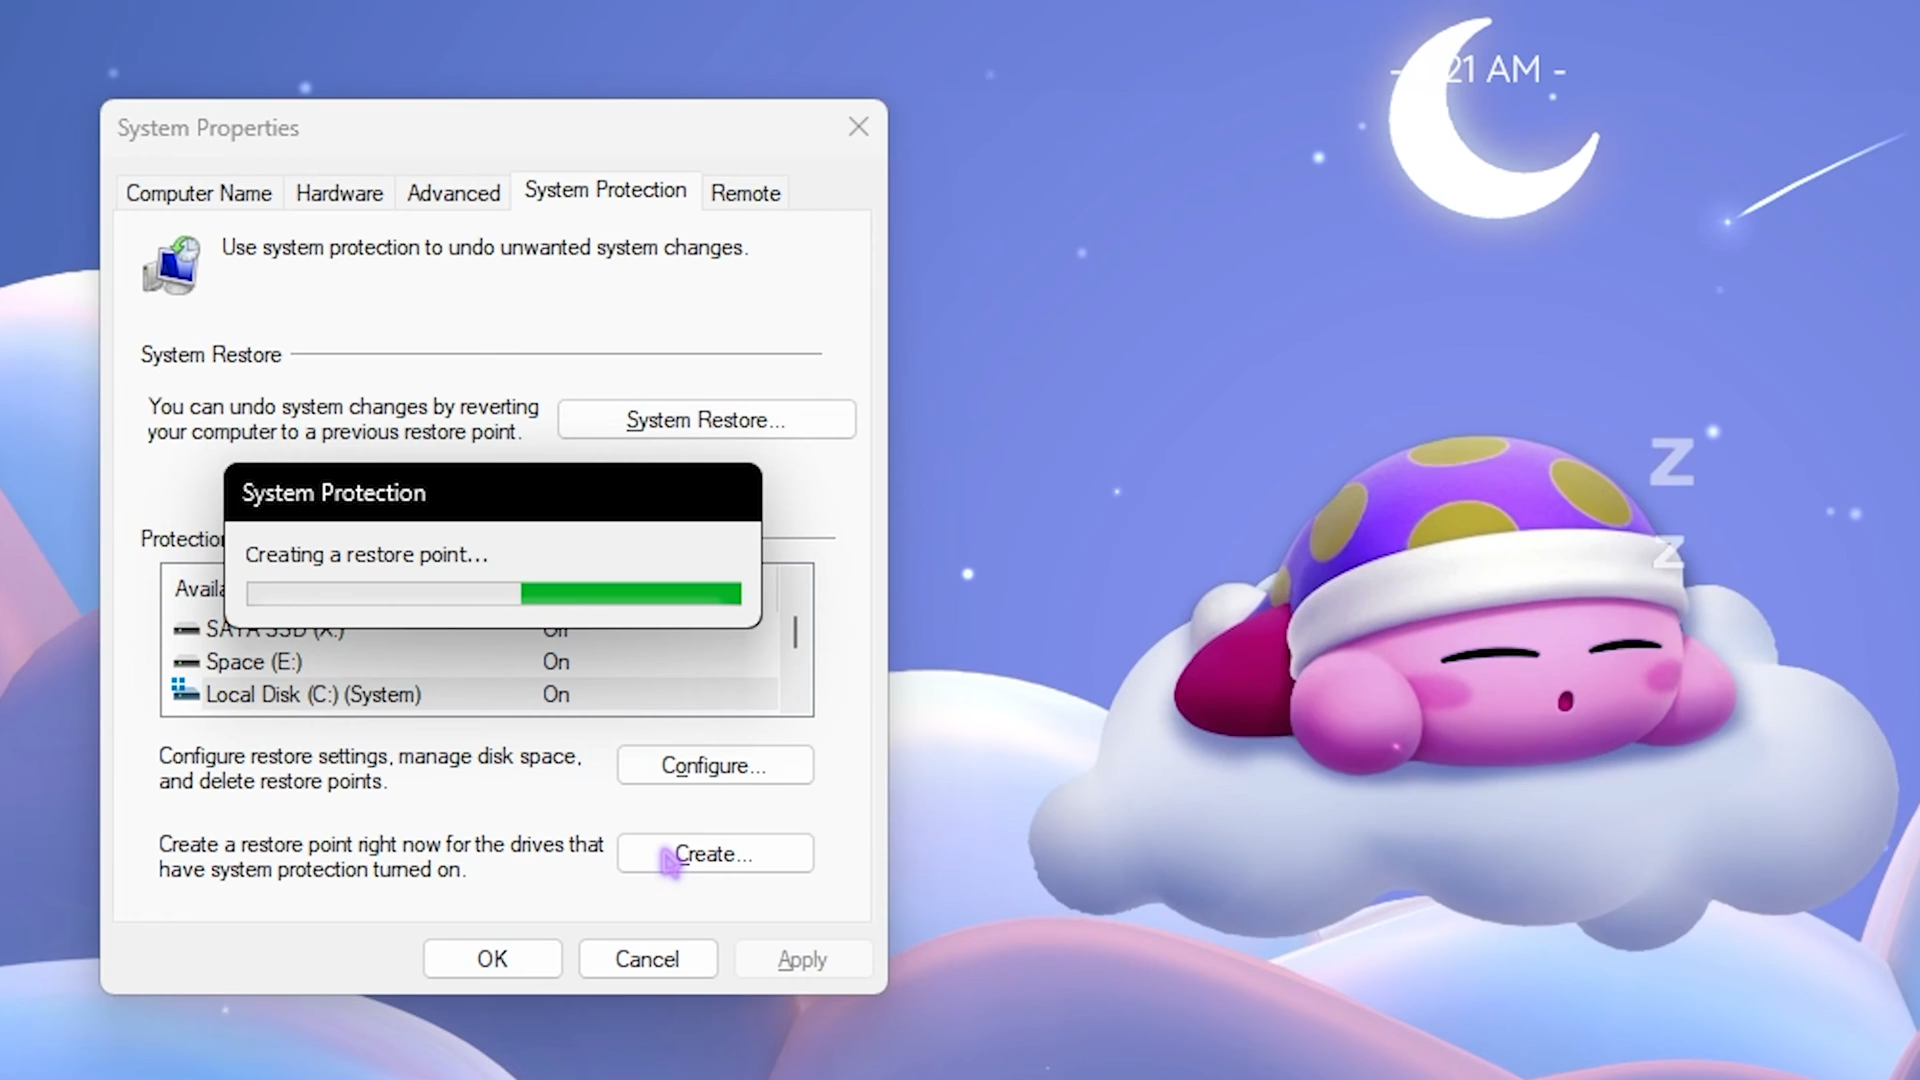 21 AM -
System Properties
Computer Name
Hardware
Advanced
System Protection
Remote
Use system protection to undo unwanted system changes.
System Restore
You can undo system changes by reverting
your computer to a previous restore point.
System Restore...
System Protection
Creating a restore point...
Space (E:)
On
Local Disk (C:) (System)
On
Configure restore settings, manage disk space,
and delete restore points.
Configure...
Create a restore point right now for the drives that
have system protection turned on.
Create...
OK
Cancel
Apply
Z
Z